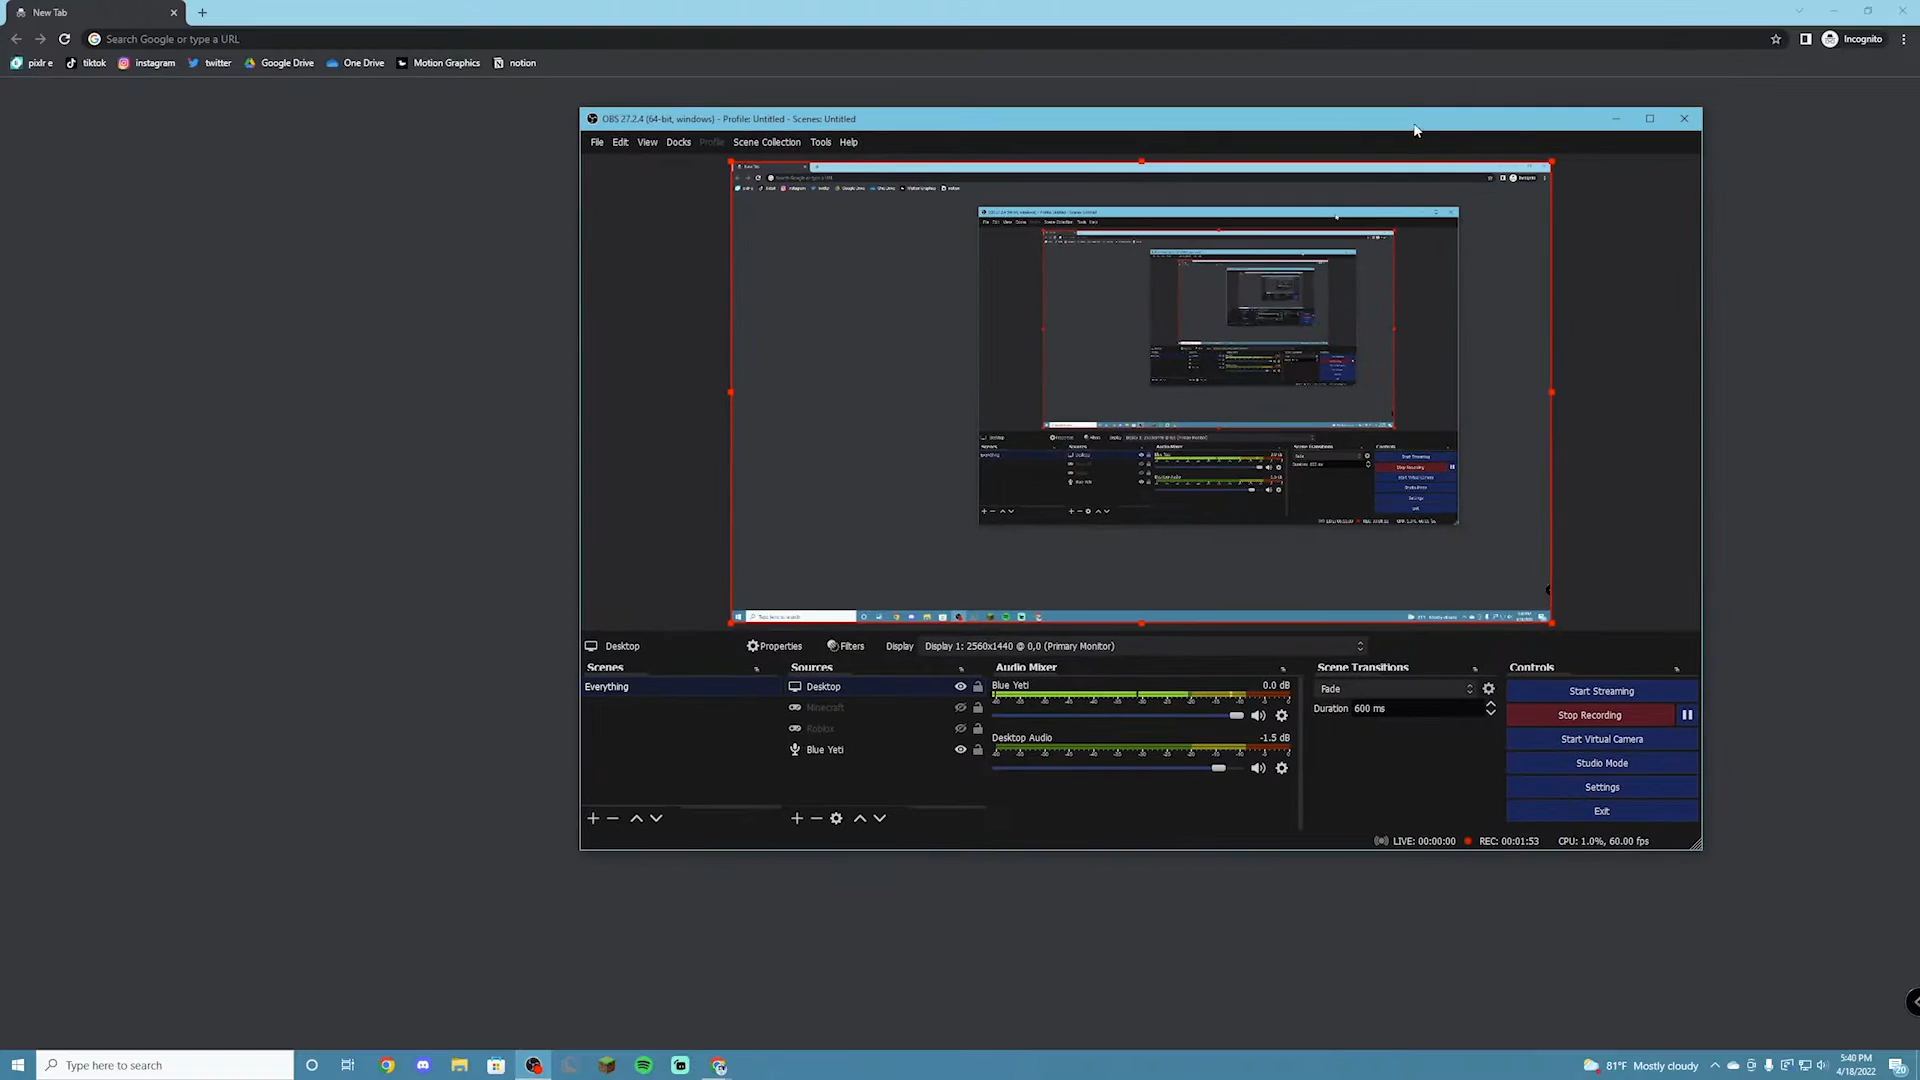 New Tab
Search Google or type a URL
Incognito
pixlr e tiktok instagram twitter Google Drive One Drive Motion Graphics notion
OBS 27.2.4 (64-bit, windows) - Profile: Untitled - Scenes: Untitled
File Edit View Docks Profile Scene Collection Tools Help
Desktop Properties Filters Display Display 1: 2560x1440 @ 0,0 (Primary Monitor)
Scenes
Everything
Sources
Desktop
Minecraft
Roblox
Blue Yeti
Audio Mixer
Blue Yeti 0.0 dB
Desktop Audio -1.5 dB
Scene Transitions
Fade
Duration 600 ms
Controls
Start Streaming
Stop Recording
Start Virtual Camera
Studio Mode
Settings
Exit
LIVE: 00:00:00 REC: 00:01:53 CPU: 1.0%, 60.00 fps
Type here to search
81°F Mostly cloudy
5:40 PM
4/18/2022
20